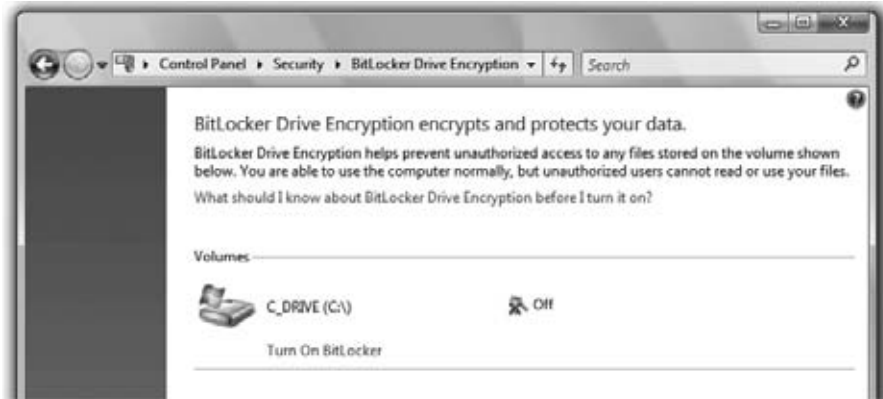 Control Panel ▸ Security ▸ BitLocker Drive Encryption
Search
BitLocker Drive Encryption encrypts and protects your data.
BitLocker Drive Encryption helps prevent unauthorized access to any files stored on the volume shown
below. You are able to use the computer normally, but unauthorized users cannot read or use your files.
What should I know about BitLocker Drive Encryption before I turn it on?
Volumes
C_DRIVE (C:\)
Off
Turn On BitLocker